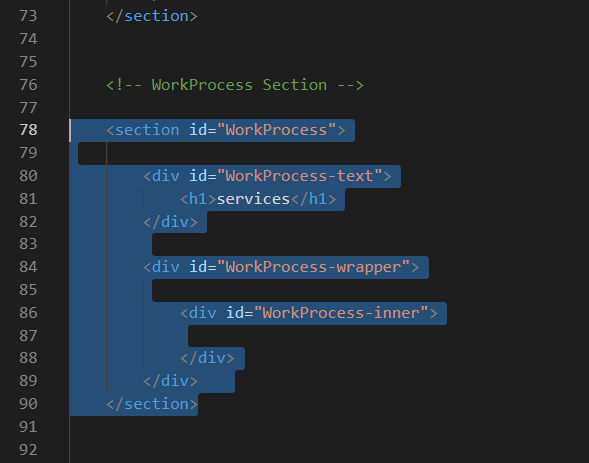 73 </section>
74
75
76 <!-- WorkProcess Section -->
77
78 <section id="WorkProcess">
79
80 <div id="WorkProcess-text">
81 <h1>services</h1>
82 </div>
83
84 <div id="WorkProcess-wrapper">
85
86 <div id="WorkProcess-inner">
87
88 </div>
89 </div>
90 </section>
91
92